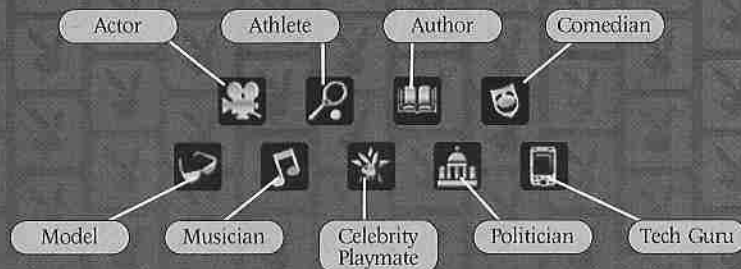 Actor
Athlete
Author
Comedian
Model
Musician
Celebrity
Playmate
Politician
Tech Guru